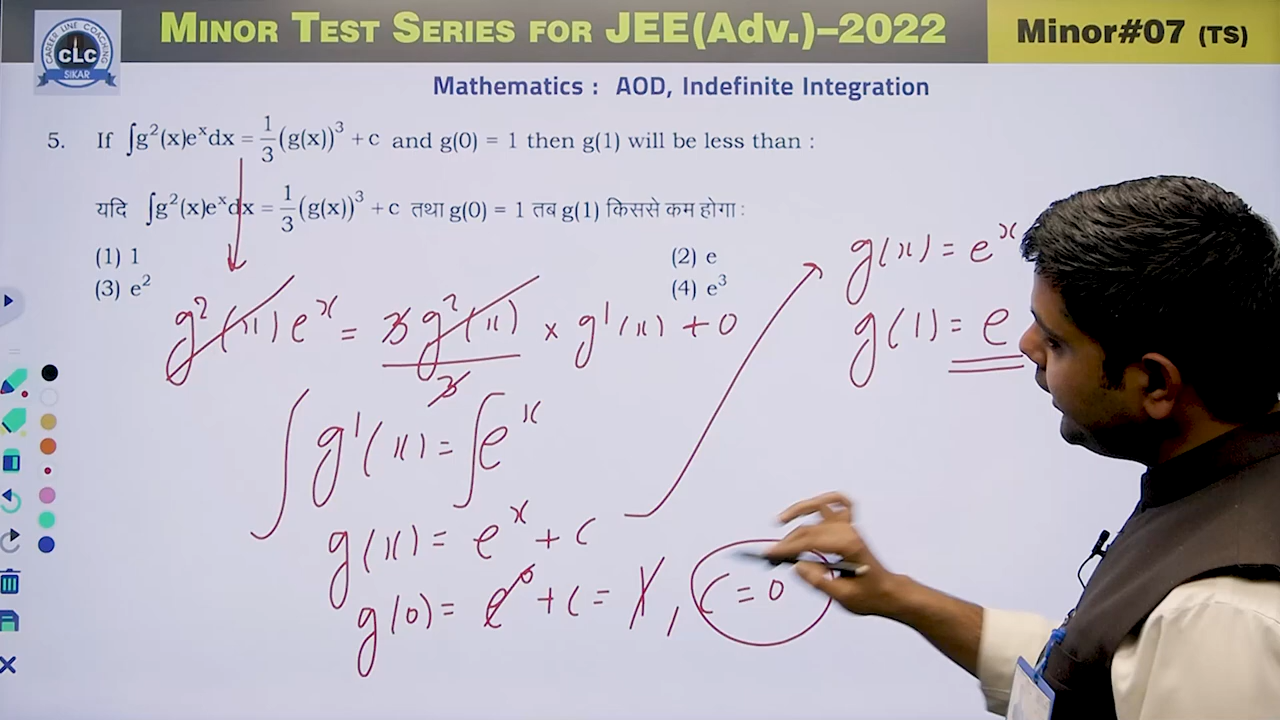 CAREER LINE COACHING
CLC
SIKAR
MINOR TEST SERIES FOR JEE(Adv.)–2022
Minor#07 (TS)
Mathematics : AOD, Indefinite Integration
5. If ∫g²(x)eˣdx = 1/3 (g(x))³ + c and g(0) = 1 then g(1) will be less than :
यदि ∫g²(x)eˣdx = 1/3 (g(x))³ + c तथा g(0) = 1 तब g(1) किससे कम होगा :
(1) 1 (2) e
(3) e² (4) e³
g²(x) eˣ = 3g²(x)/3 × g'(x) + 0
∫g'(x) = ∫eˣ
g(x) = eˣ + c
g(0) = e⁰ + c = 1, c = 0
g(x) = eˣ
g(1) = e